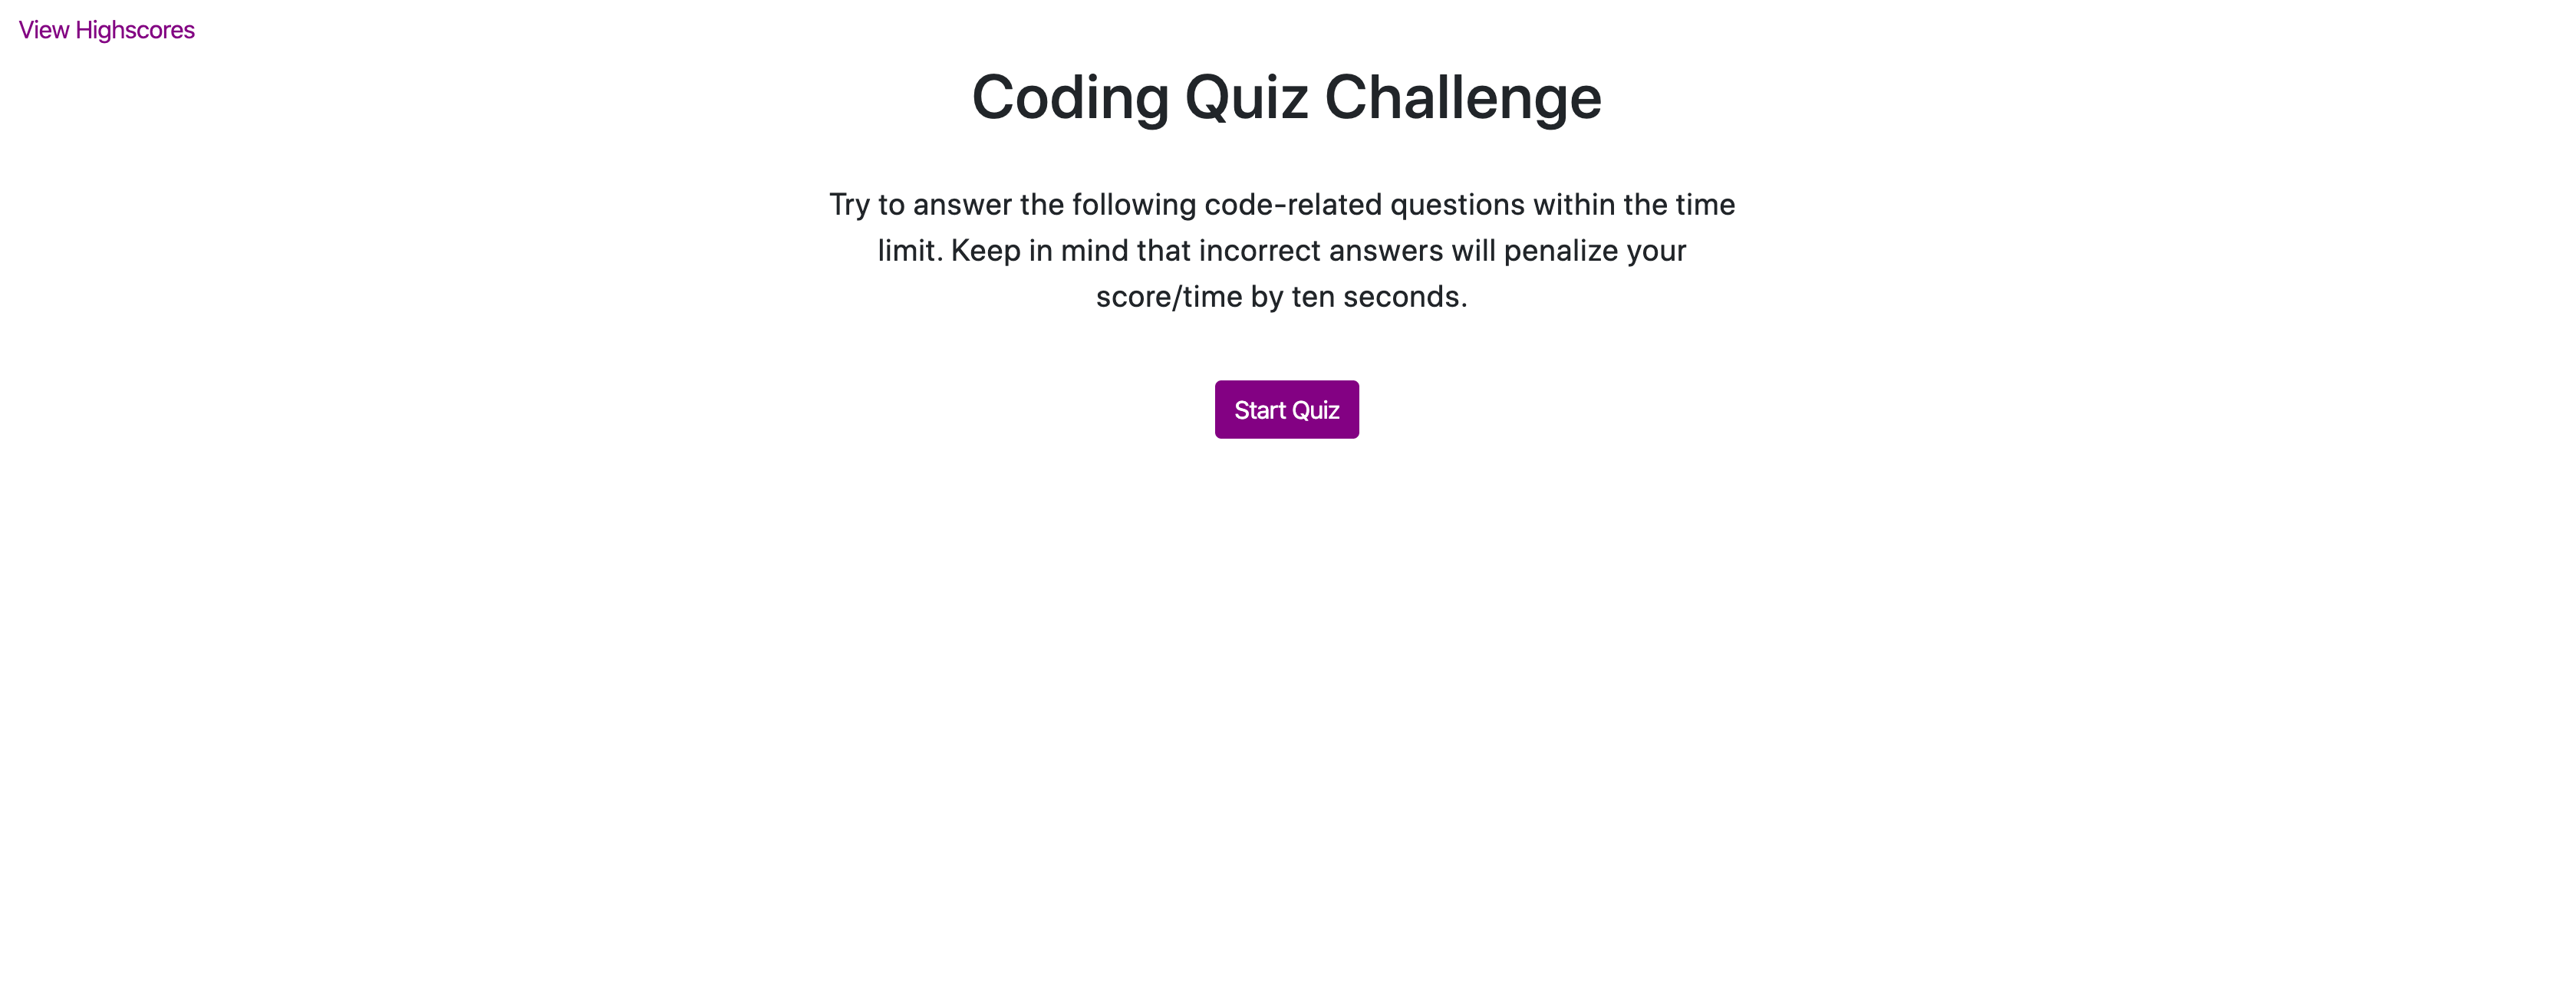 View Highscores
Coding Quiz Challenge
Try to answer the following code-related questions within the time
limit. Keep in mind that incorrect answers will penalize your
score/time by ten seconds.
Start Quiz